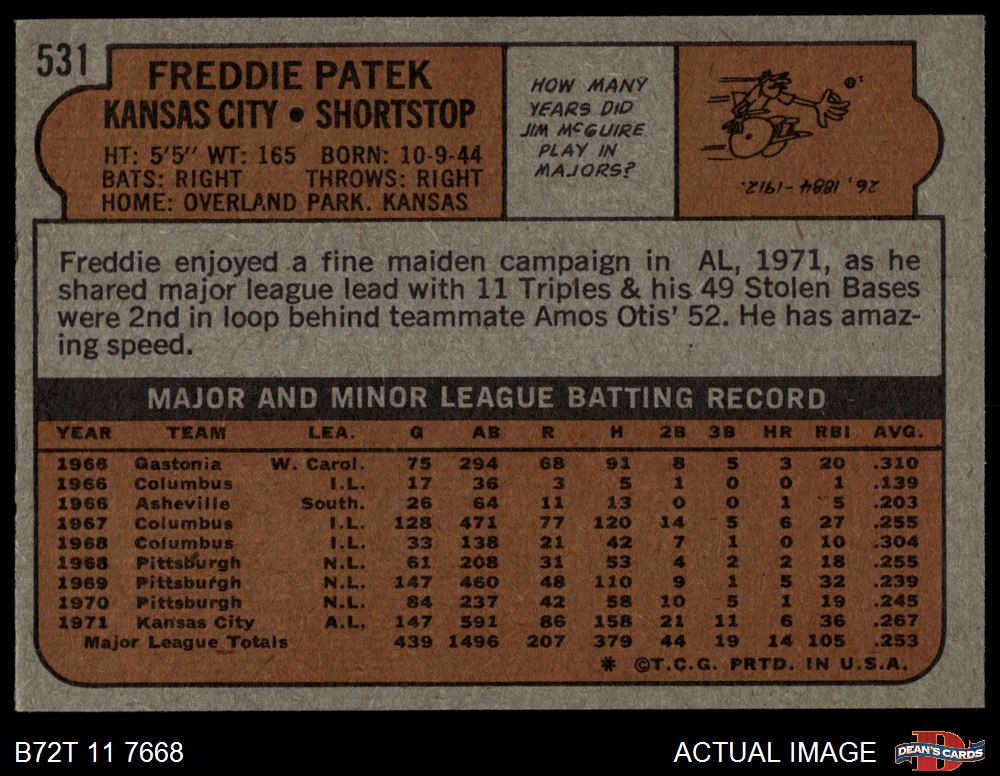 531
FREDDIE PATEK
KANSAS CITY • SHORTSTOP
HT: 5'5" WT: 165 BORN: 10-9-44
BATS: RIGHT THROWS: RIGHT
HOME: OVERLAND PARK. KANSAS
HOW MANY
YEARS DID
JIM McGUIRE
PLAY IN
MAJORS?
26, 1884-1912.
Freddie enjoyed a fine maiden campaign in AL, 1971, as he
shared major league lead with 11 Triples & his 49 Stolen Bases
were 2nd in loop behind teammate Amos Otis' 52. He has amaz-
ing speed.
MAJOR AND MINOR LEAGUE BATTING RECORD
YEAR TEAM LEA. G AB R H 2B 3B HR RBI AVG.
1966 Gastonia W. Carol. 75 294 68 91 8 5 3 20 .310
1966 Columbus I.L. 17 36 3 5 1 0 0 1 .139
1966 Asheville South. 26 64 11 13 0 0 1 5 .203
1967 Columbus I.L. 128 471 77 120 14 5 6 27 .255
1968 Columbus I.L. 33 138 21 42 7 1 0 10 .304
1968 Pittsburgh N.L. 61 208 31 53 4 2 2 18 .255
1969 Pittsburgh N.L. 147 460 48 110 9 1 5 32 .239
1970 Pittsburgh N.L. 84 237 42 58 10 5 1 19 .245
1971 Kansas City A.L. 147 591 86 158 21 11 6 36 .267
Major League Totals 439 1496 207 379 44 19 14 105 .253
* ©T.C.G. PRTD. IN U.S.A.
B72T 11 7668
ACTUAL IMAGE
DEAN'S CARDS